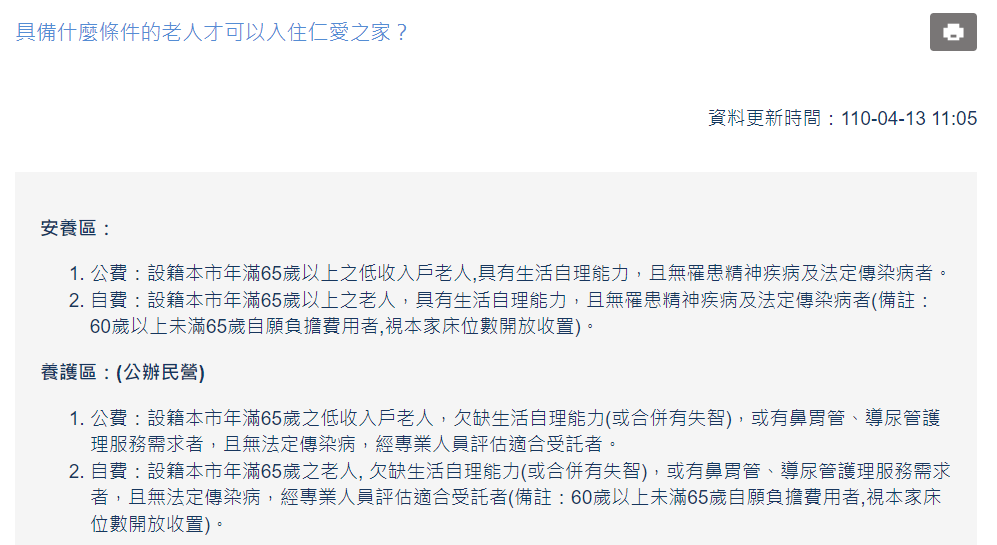 具備什麼條件的老人才可以入住仁愛之家？
資料更新時間：110-04-13 11:05
安養區：
1. 公費：設籍本市年滿65歲以上之低收入戶老人,具有生活自理能力，且無罹患精神疾病及法定傳染病者。
2. 自費：設籍本市年滿65歲以上之老人，具有生活自理能力，且無罹患精神疾病及法定傳染病者(備註：
60歲以上未滿65歲自願負擔費用者,視本家床位數開放收置)。
養護區：(公辦民營)
1. 公費：設籍本市年滿65歲之低收入戶老人，欠缺生活自理能力(或合併有失智)，或有鼻胃管、導尿管護
理服務需求者，且無法定傳染病，經專業人員評估適合受託者。
2. 自費：設籍本市年滿65歲之老人, 欠缺生活自理能力(或合併有失智)，或有鼻胃管、導尿管護理服務需求
者，且無法定傳染病，經專業人員評估適合受託者(備註：60歲以上未滿65歲自願負擔費用者,視本家床
位數開放收置)。